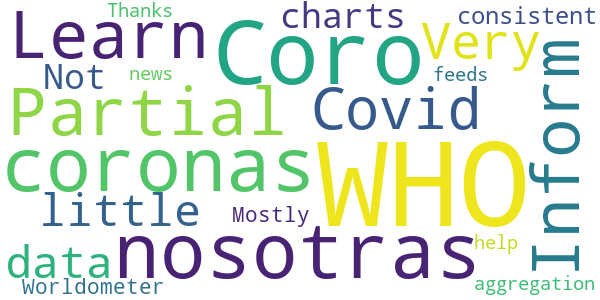 Thanks
Learn
Coro
charts
consistent
Very
Not
news
feeds
Inform
Partial
Covid
coronas
WHO
little
Mostly
nosotras
help
data
Worldometer
aggregation